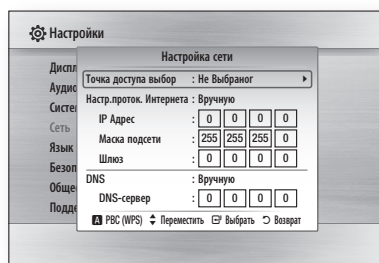 Настройки
Настройка сети
Диспл
Точка доступа выбор : Не Выбраног
Аудио
Настр.проток. Интернета : Вручную
Систе
IP Адрес : 0 0 0 0
Сеть
Маска подсети : 255 255 255 0
Язык
Шлюз : 0 0 0 0
Безоп
DNS : Вручную
Обще
DNS-сервер : 0 0 0 0
Подде
A PBC (WPS) Переместить Выбрать Возврат